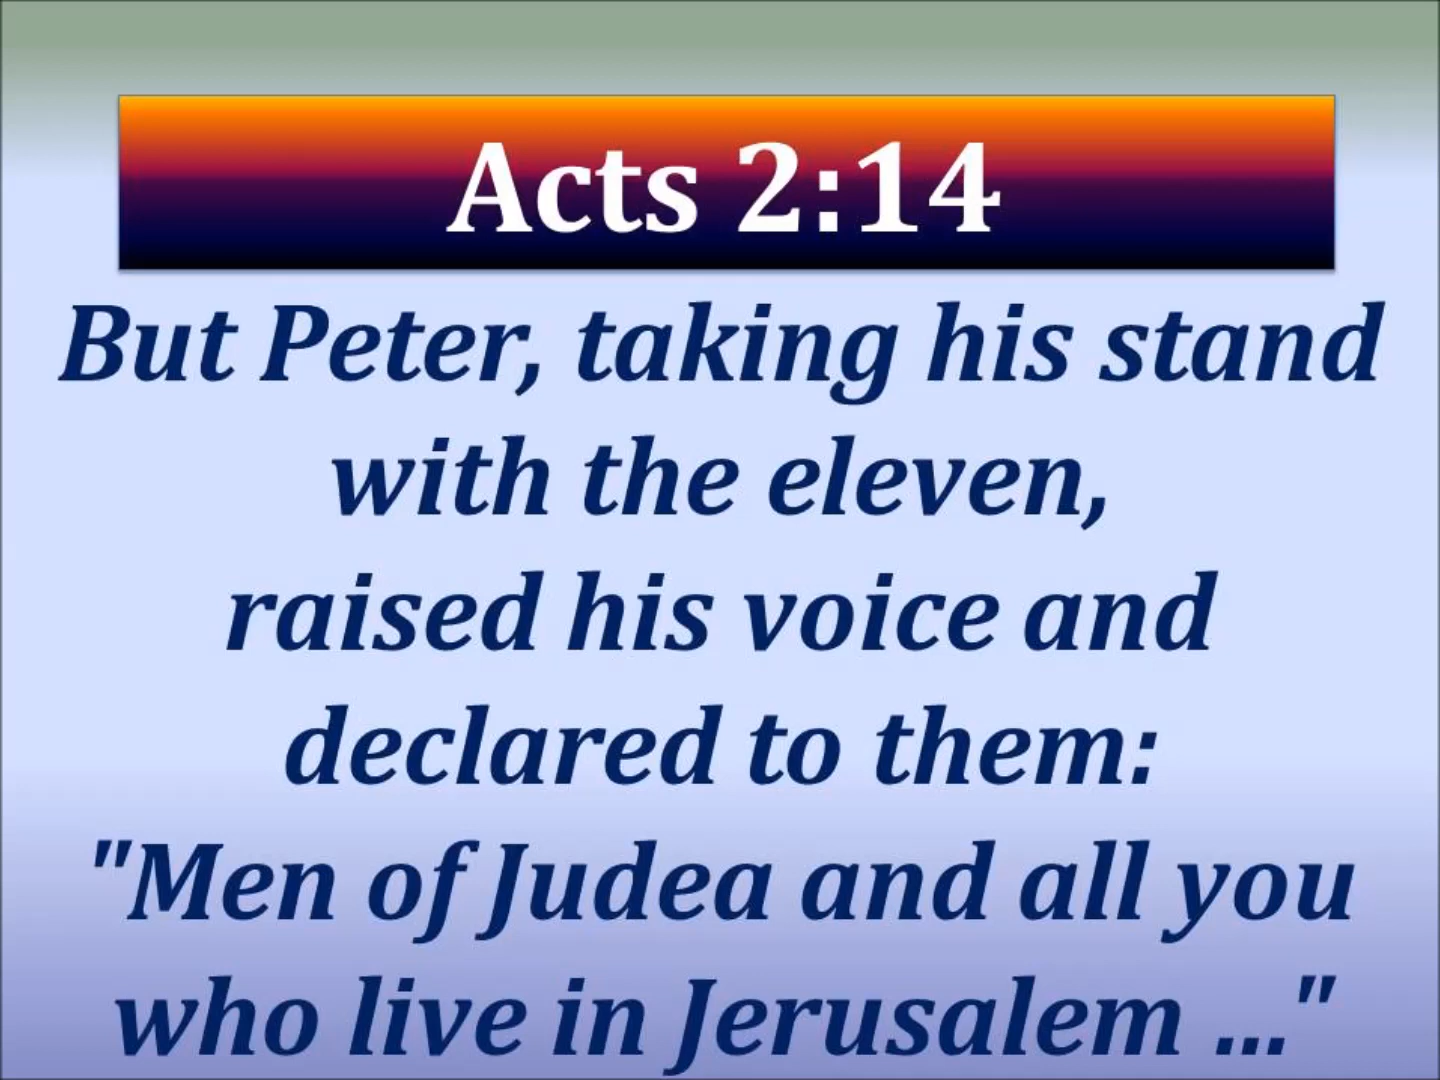 Acts 2:14
But Peter, taking his stand
with the eleven,
raised his voice and
declared to them:
"Men of Judea and all you
who live in Jerusalem ..."